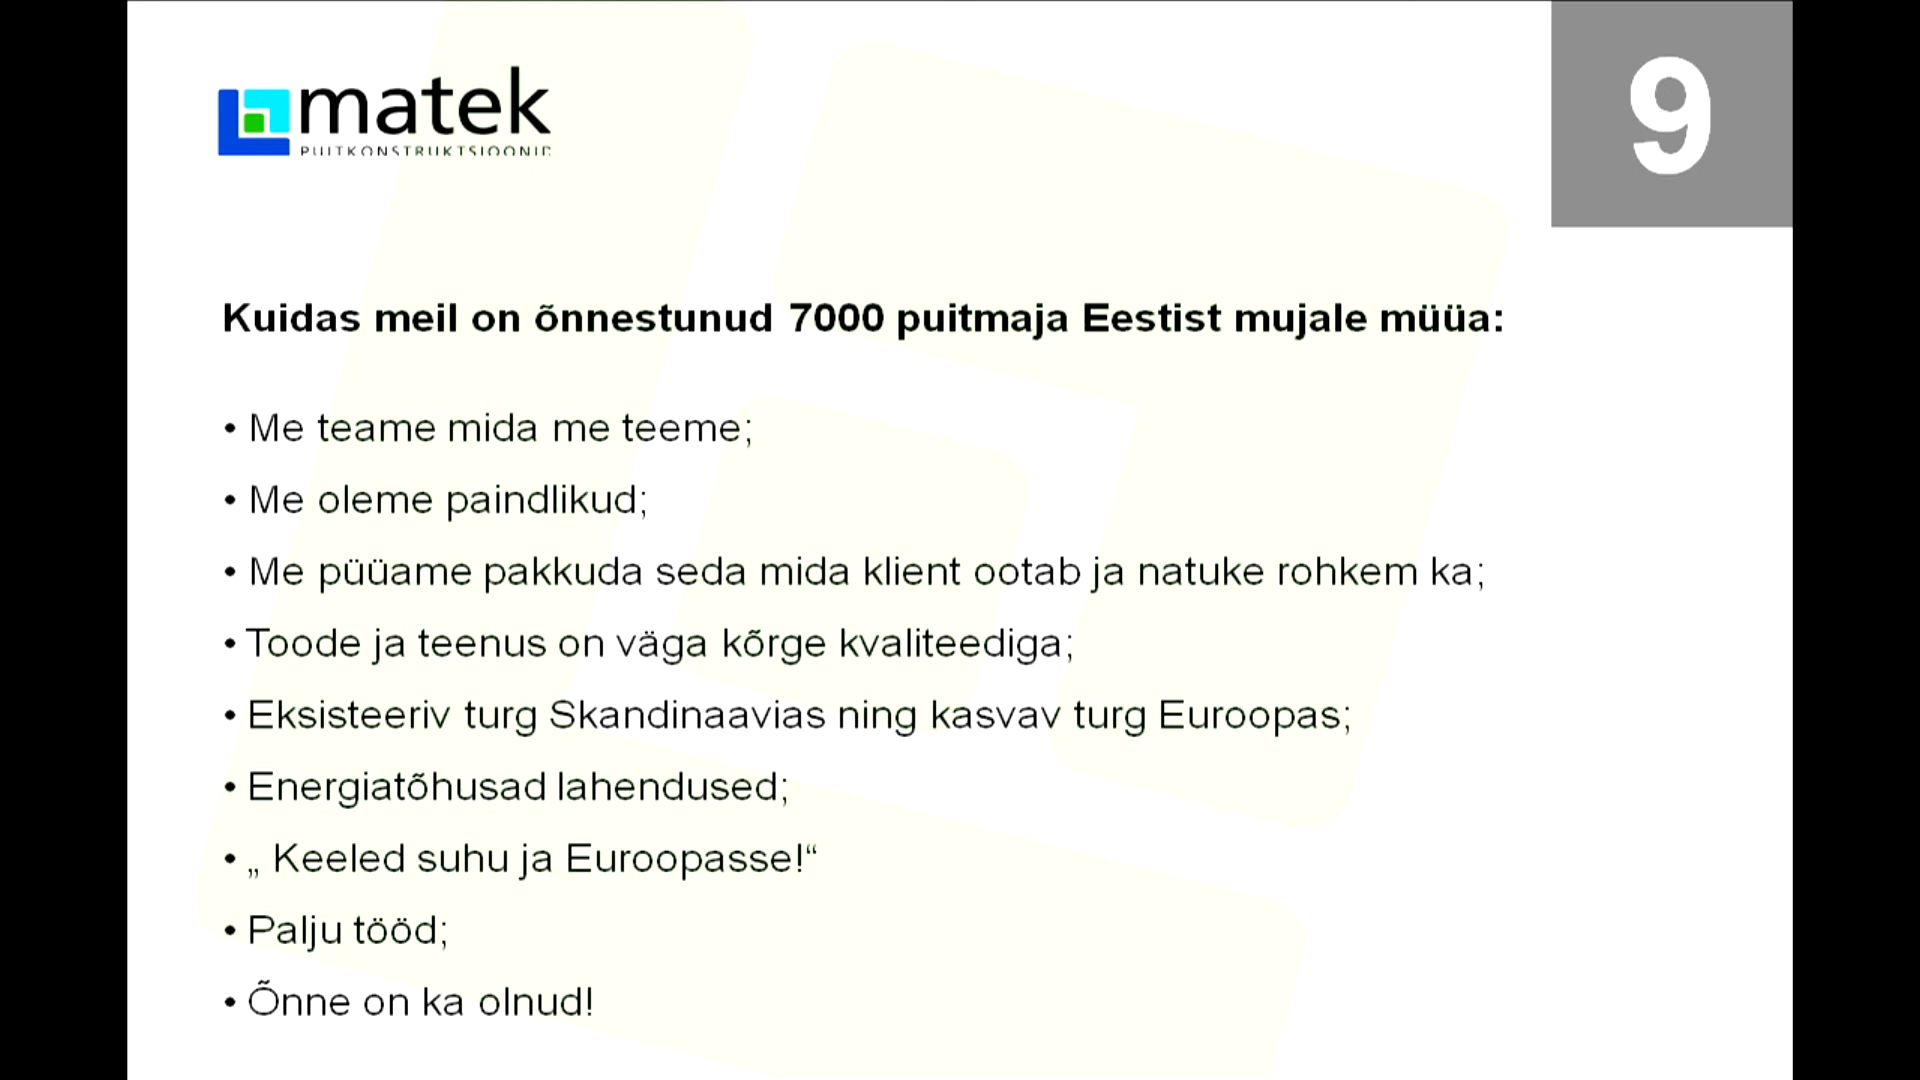 matek
PUITKONSTRUKTSIOONID
9
Kuidas meil on õnnestunud 7000 puitmaja Eestist mujale müüa:
• Me teame mida me teeme;
• Me oleme paindlikud;
• Me püüame pakkuda seda mida klient ootab ja natuke rohkem ka;
• Toode ja teenus on väga kõrge kvaliteediga;
• Eksisteeriv turg Skandinaavias ning kasvav turg Euroopas;
• Energiatõhusad lahendused;
• „ Keeled suhu ja Euroopasse!“
• Palju tööd;
• Õnne on ka olnud!